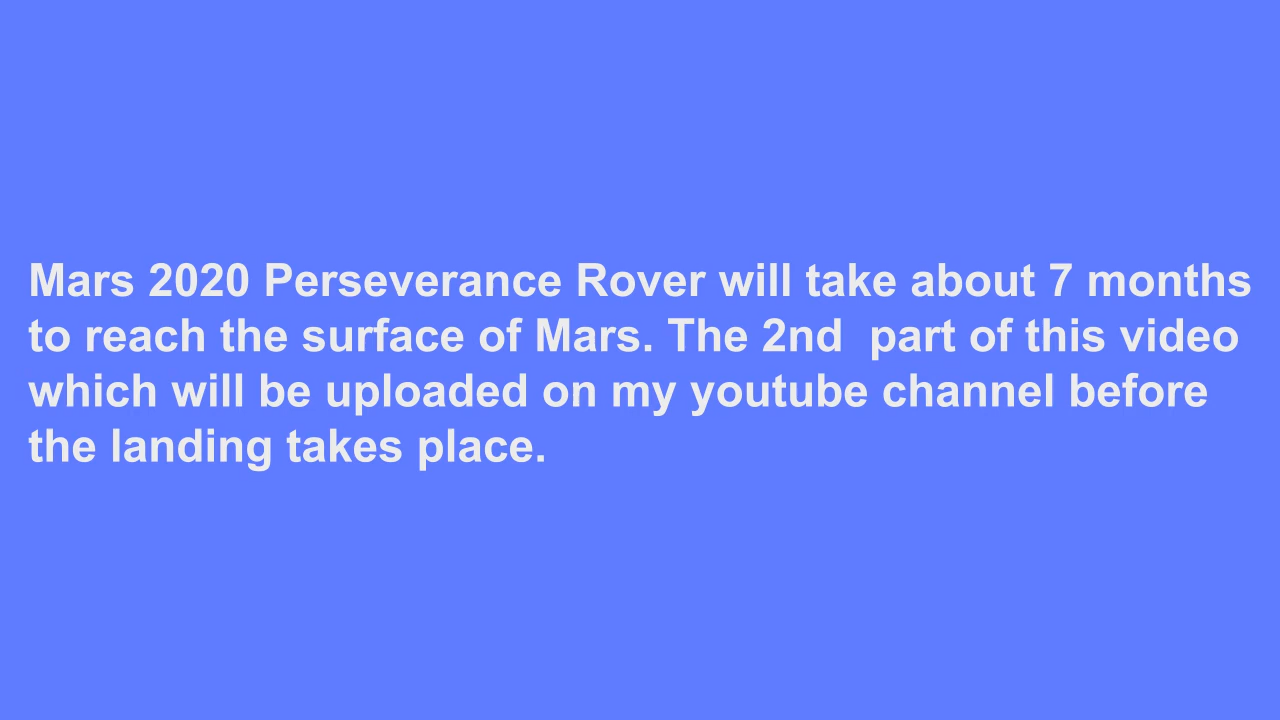 Mars 2020 Perseverance Rover will take about 7 months
to reach the surface of Mars. The 2nd  part of this video
which will be uploaded on my youtube channel before
the landing takes place.